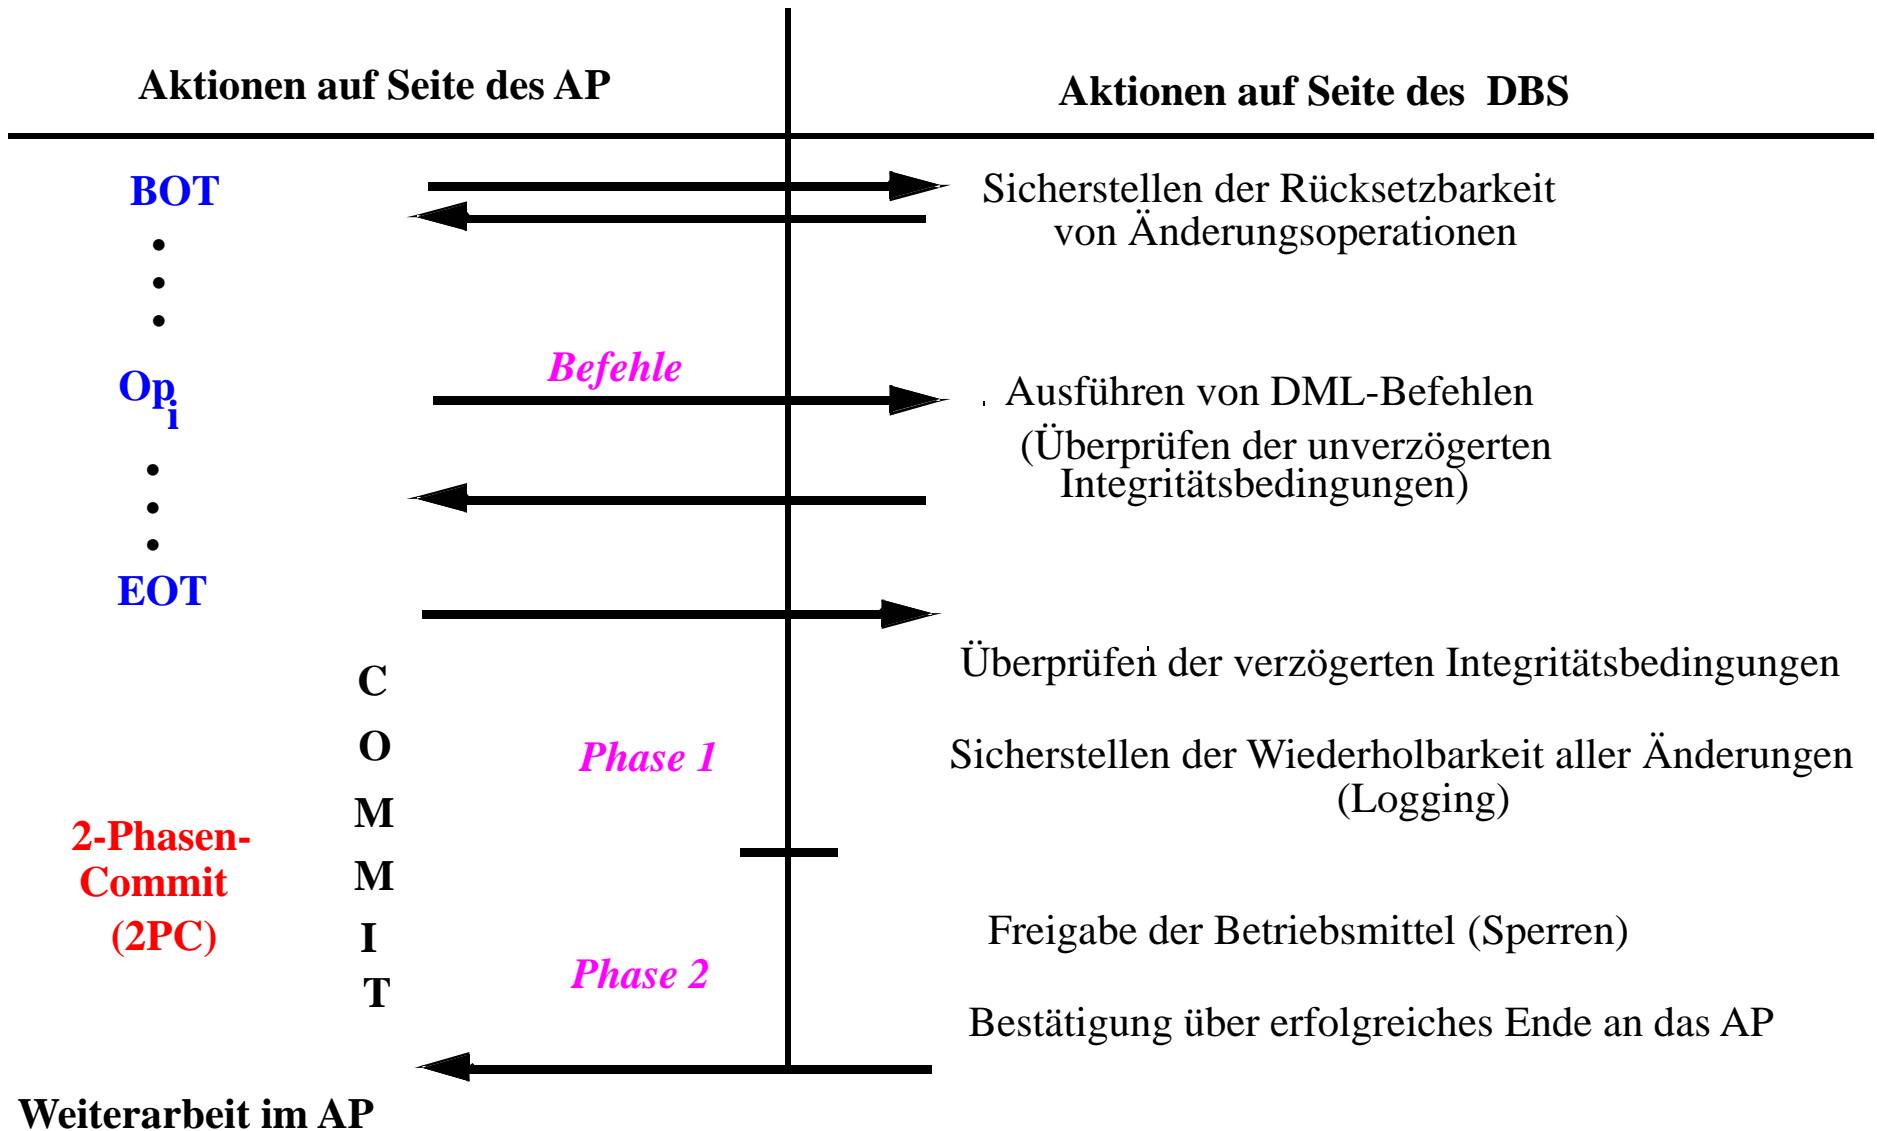 Aktionen auf Seite des AP
Aktionen auf Seite des DBS
BOT
Sicherstellen der Rücksetzbarkeit
von Änderungsoperationen
Befehle
Op i
Ausführen von DML-Befehlen
(Überprüfen der unverzögerten
Integritätsbedingungen)
EOT
Überprüfen der verzögerten Integritätsbedingungen
C
O
M
M
I
T
Phase 1
Sicherstellen der Wiederholbarkeit aller Änderungen
(Logging)
2-Phasen-
Commit
(2PC)
Phase 2
Freigabe der Betriebsmittel (Sperren)
Bestätigung über erfolgreiches Ende an das AP
Weiterarbeit im AP